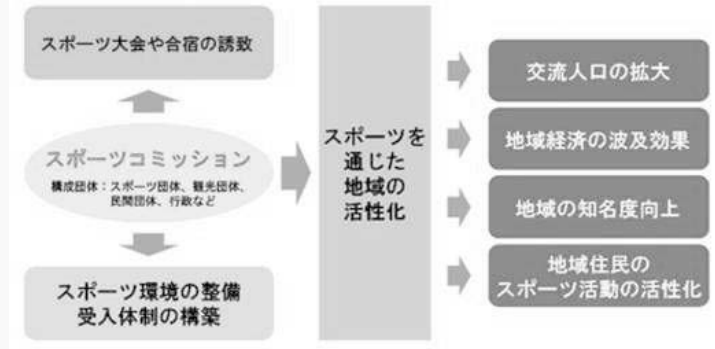 スポーツ大会や合宿の誘致
スポーツコミッション
構成団体：スポーツ団体、観光団体、
民間団体、行政など
スポーツ環境の整備
受入体制の構築
スポーツを
通じた
地域の
活性化
交流人口の拡大
地域経済の波及効果
地域の知名度向上
地域住民の
スポーツ活動の活性化